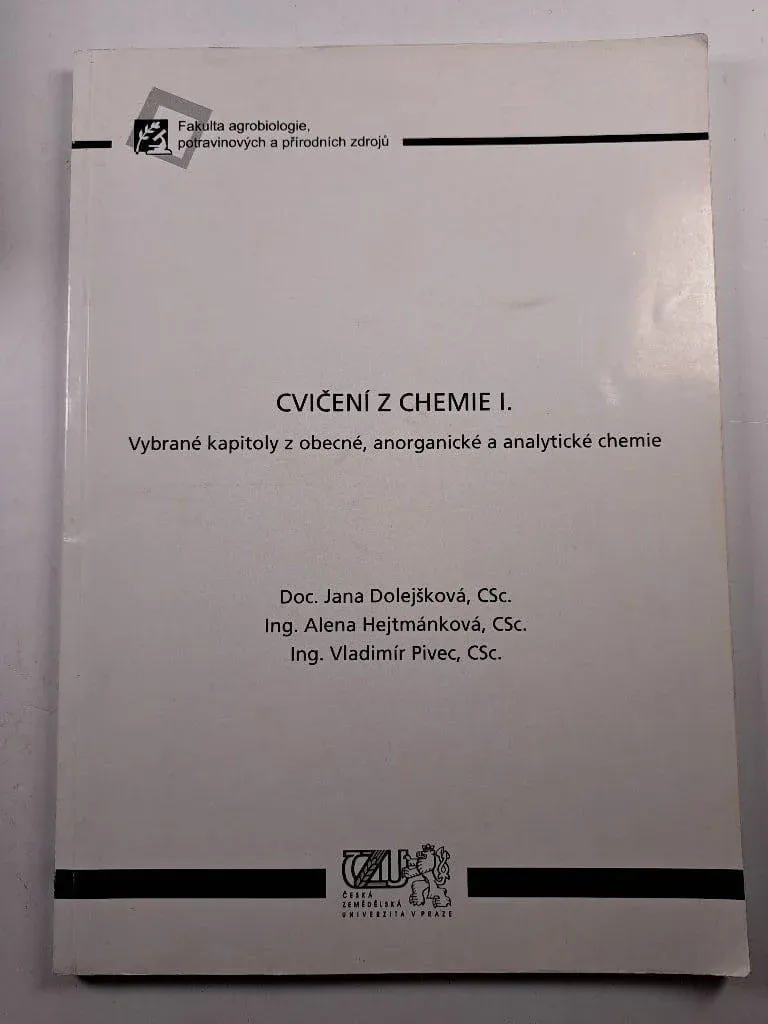 Fakulta agrobiologie,
potravinových a přírodních zdrojů
CVIČENÍ Z CHEMIE I.
Vybrané kapitoly z obecné, anorganické a analytické chemie
Doc. Jana Dolejšková, CSc.
Ing. Alena Hejtmánková, CSc.
Ing. Vladimír Pivec, CSc.
ČZU
ČESKÁ
ZEMĚDĚLSKÁ
UNIVERZITA V PRAZE